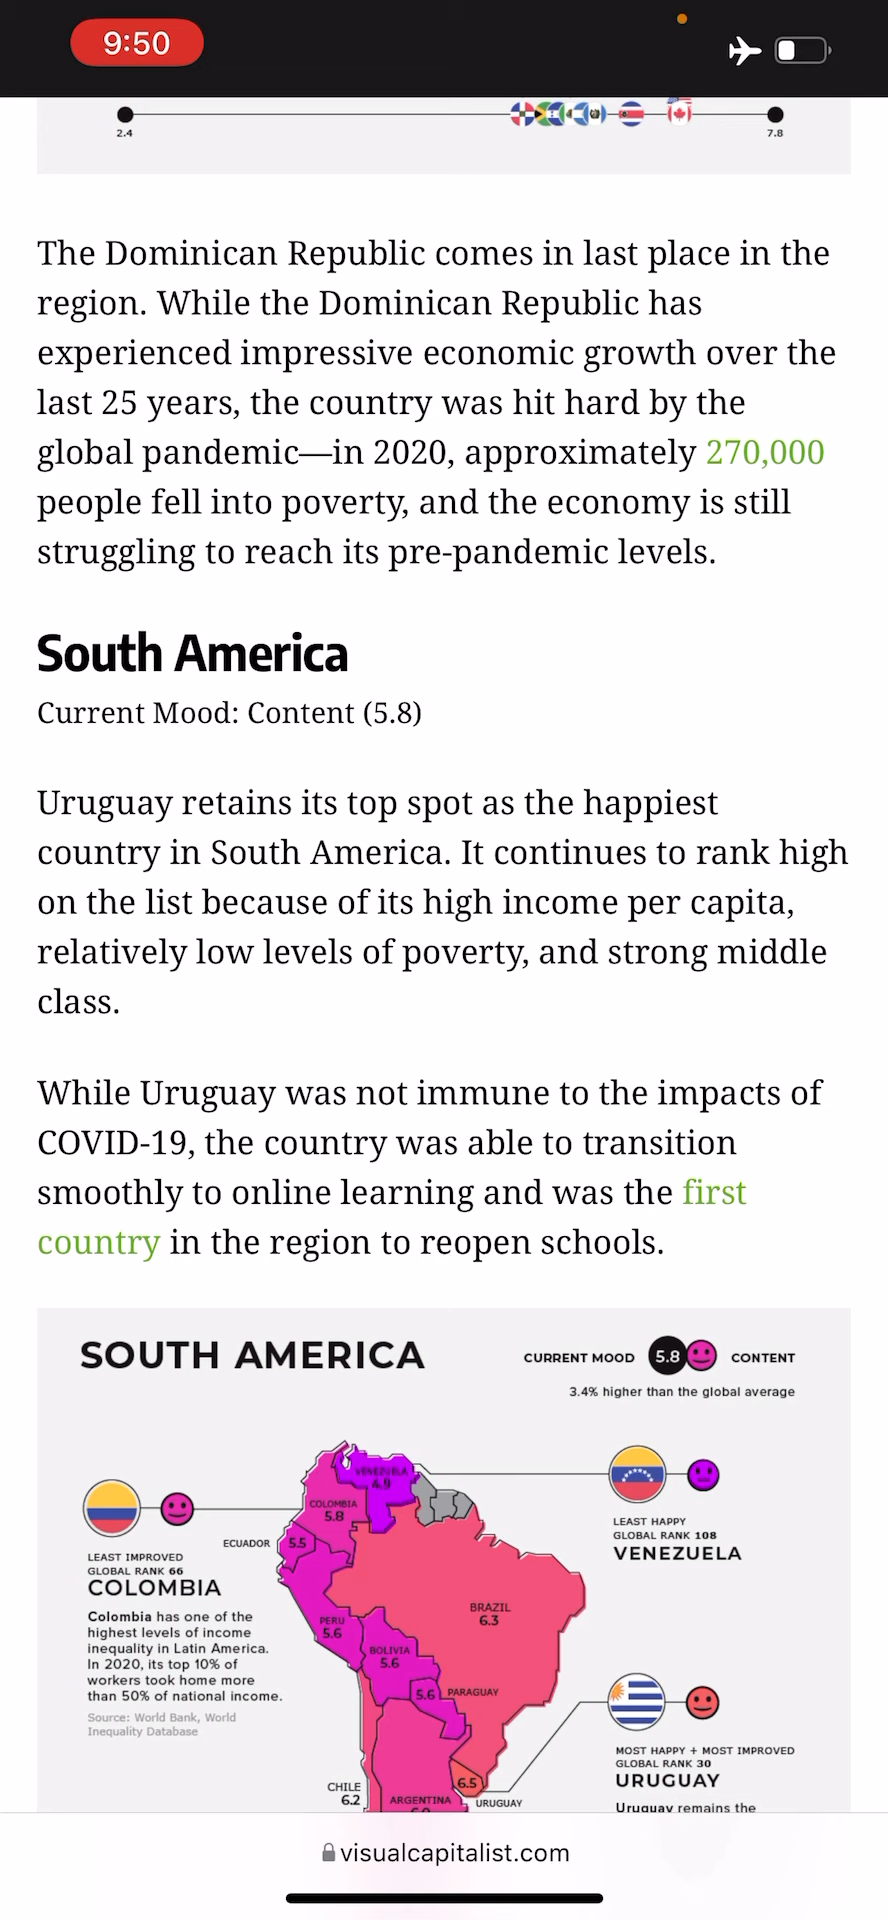 9:50
2.4
7.8
The Dominican Republic comes in last place in the
region. While the Dominican Republic has
experienced impressive economic growth over the
last 25 years, the country was hit hard by the
global pandemic—in 2020, approximately 270,000
people fell into poverty, and the economy is still
struggling to reach its pre-pandemic levels.
South America
Current Mood: Content (5.8)
Uruguay retains its top spot as the happiest
country in South America. It continues to rank high
on the list because of its high income per capita,
relatively low levels of poverty, and strong middle
class.
While Uruguay was not immune to the impacts of
COVID-19, the country was able to transition
smoothly to online learning and was the first
country in the region to reopen schools.
SOUTH AMERICA
CURRENT MOOD 5.8 CONTENT
3.4% higher than the global average
VENEZUELA
4.9
COLOMBIA
5.8
ECUADOR 5.5
LEAST IMPROVED
GLOBAL RANK 66
COLOMBIA
Colombia has one of the
highest levels of income
inequality in Latin America.
In 2020, its top 10% of
workers took home more
than 50% of national income.
Source: World Bank, World
Inequality Database
LEAST HAPPY
GLOBAL RANK 108
VENEZUELA
BRAZIL
6.3
PERU
5.6
BOLIVIA
5.6
5.6 PARAGUAY
MOST HAPPY + MOST IMPROVED
GLOBAL RANK 30
URUGUAY
Uruguay remains the
CHILE
6.2
ARGENTINA
6.5
URUGUAY
visualcapitalist.com